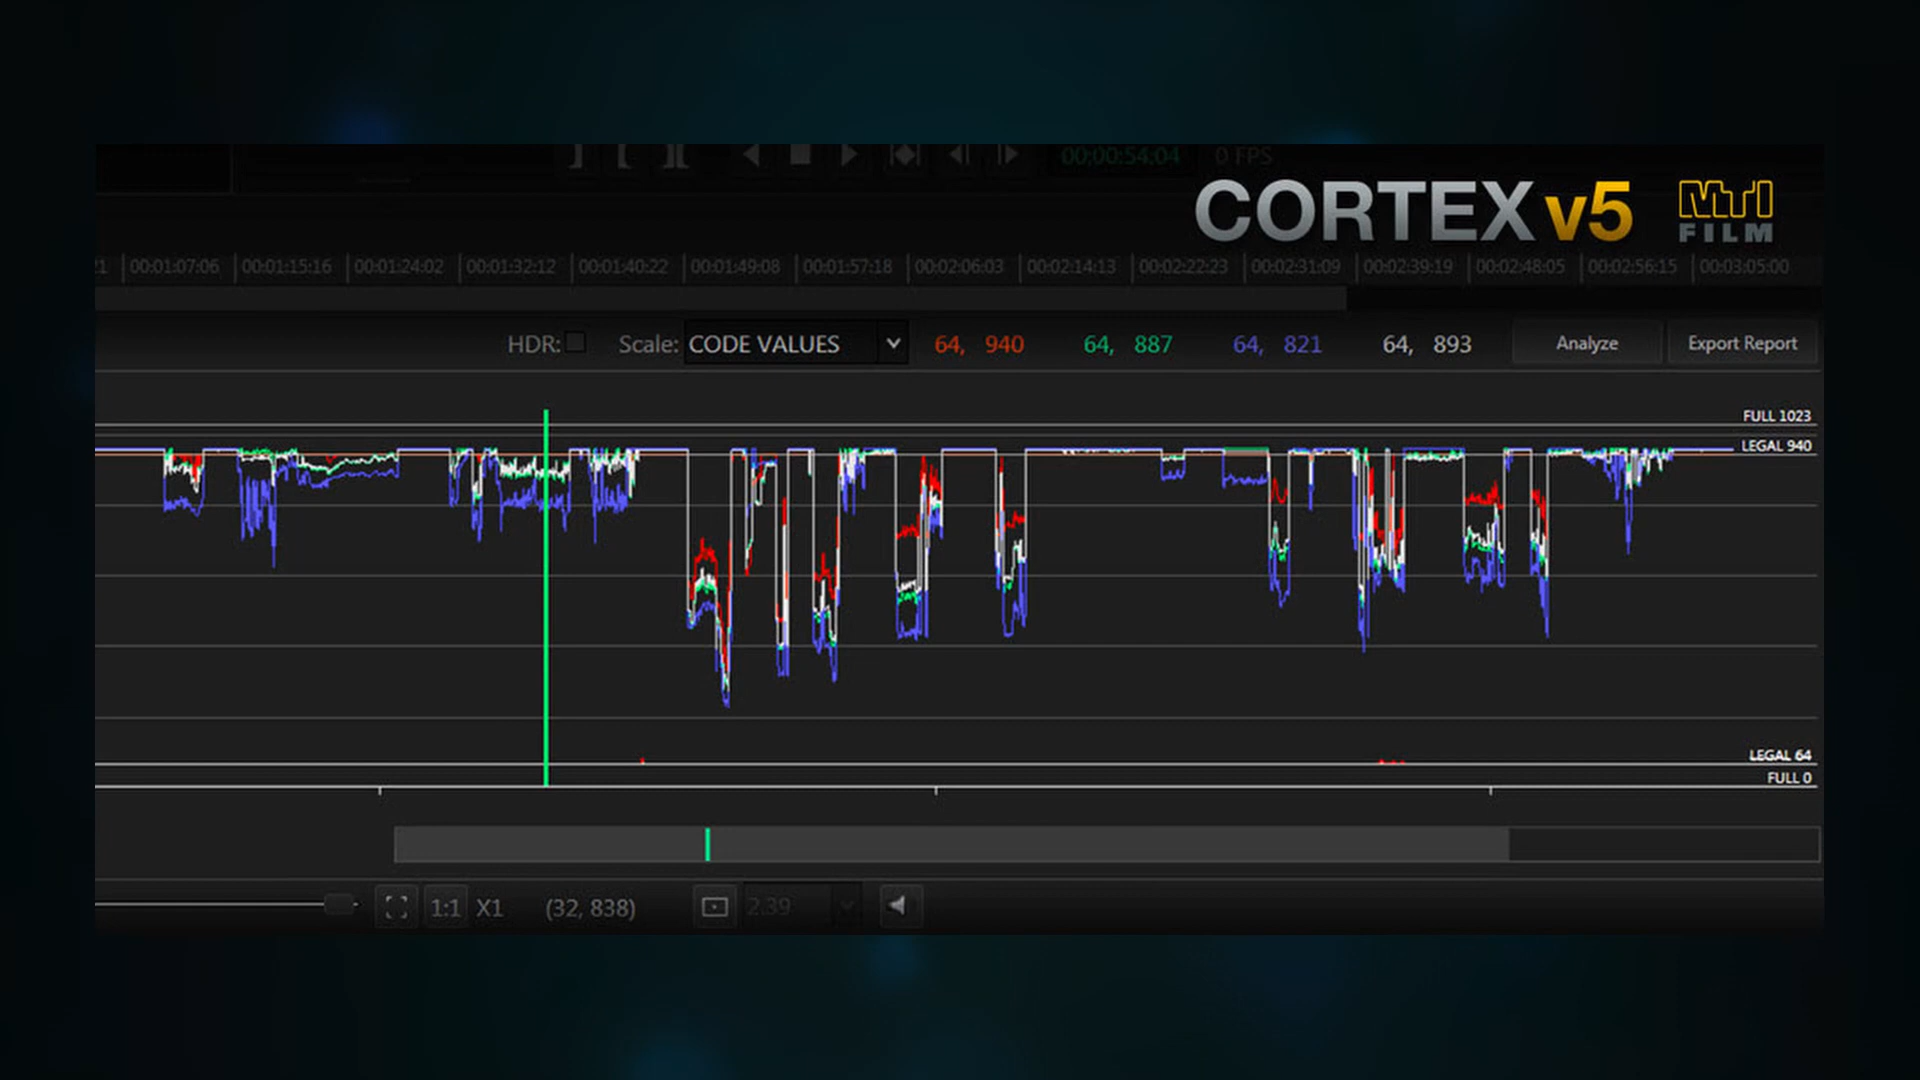 00:00:54:04 0 FPS
CORTEX v5 MTI FILM
21 00:01:07:06 00:01:15:16 00:01:24:02 00:01:32:12 00:01:40:22 00:01:49:08 00:01:57:18 00:02:06:03 00:02:14:13 00:02:22:23 00:02:31:09 00:02:39:19 00:02:48:05 00:02:56:15 00:03:05:00
HDR: Scale: CODE VALUES 64, 940 64, 887 64, 821 64, 893 Analyze Export Report
FULL 1023
LEGAL 940
LEGAL 64
FULL 0
1:1 X1 (32, 838) 2.39